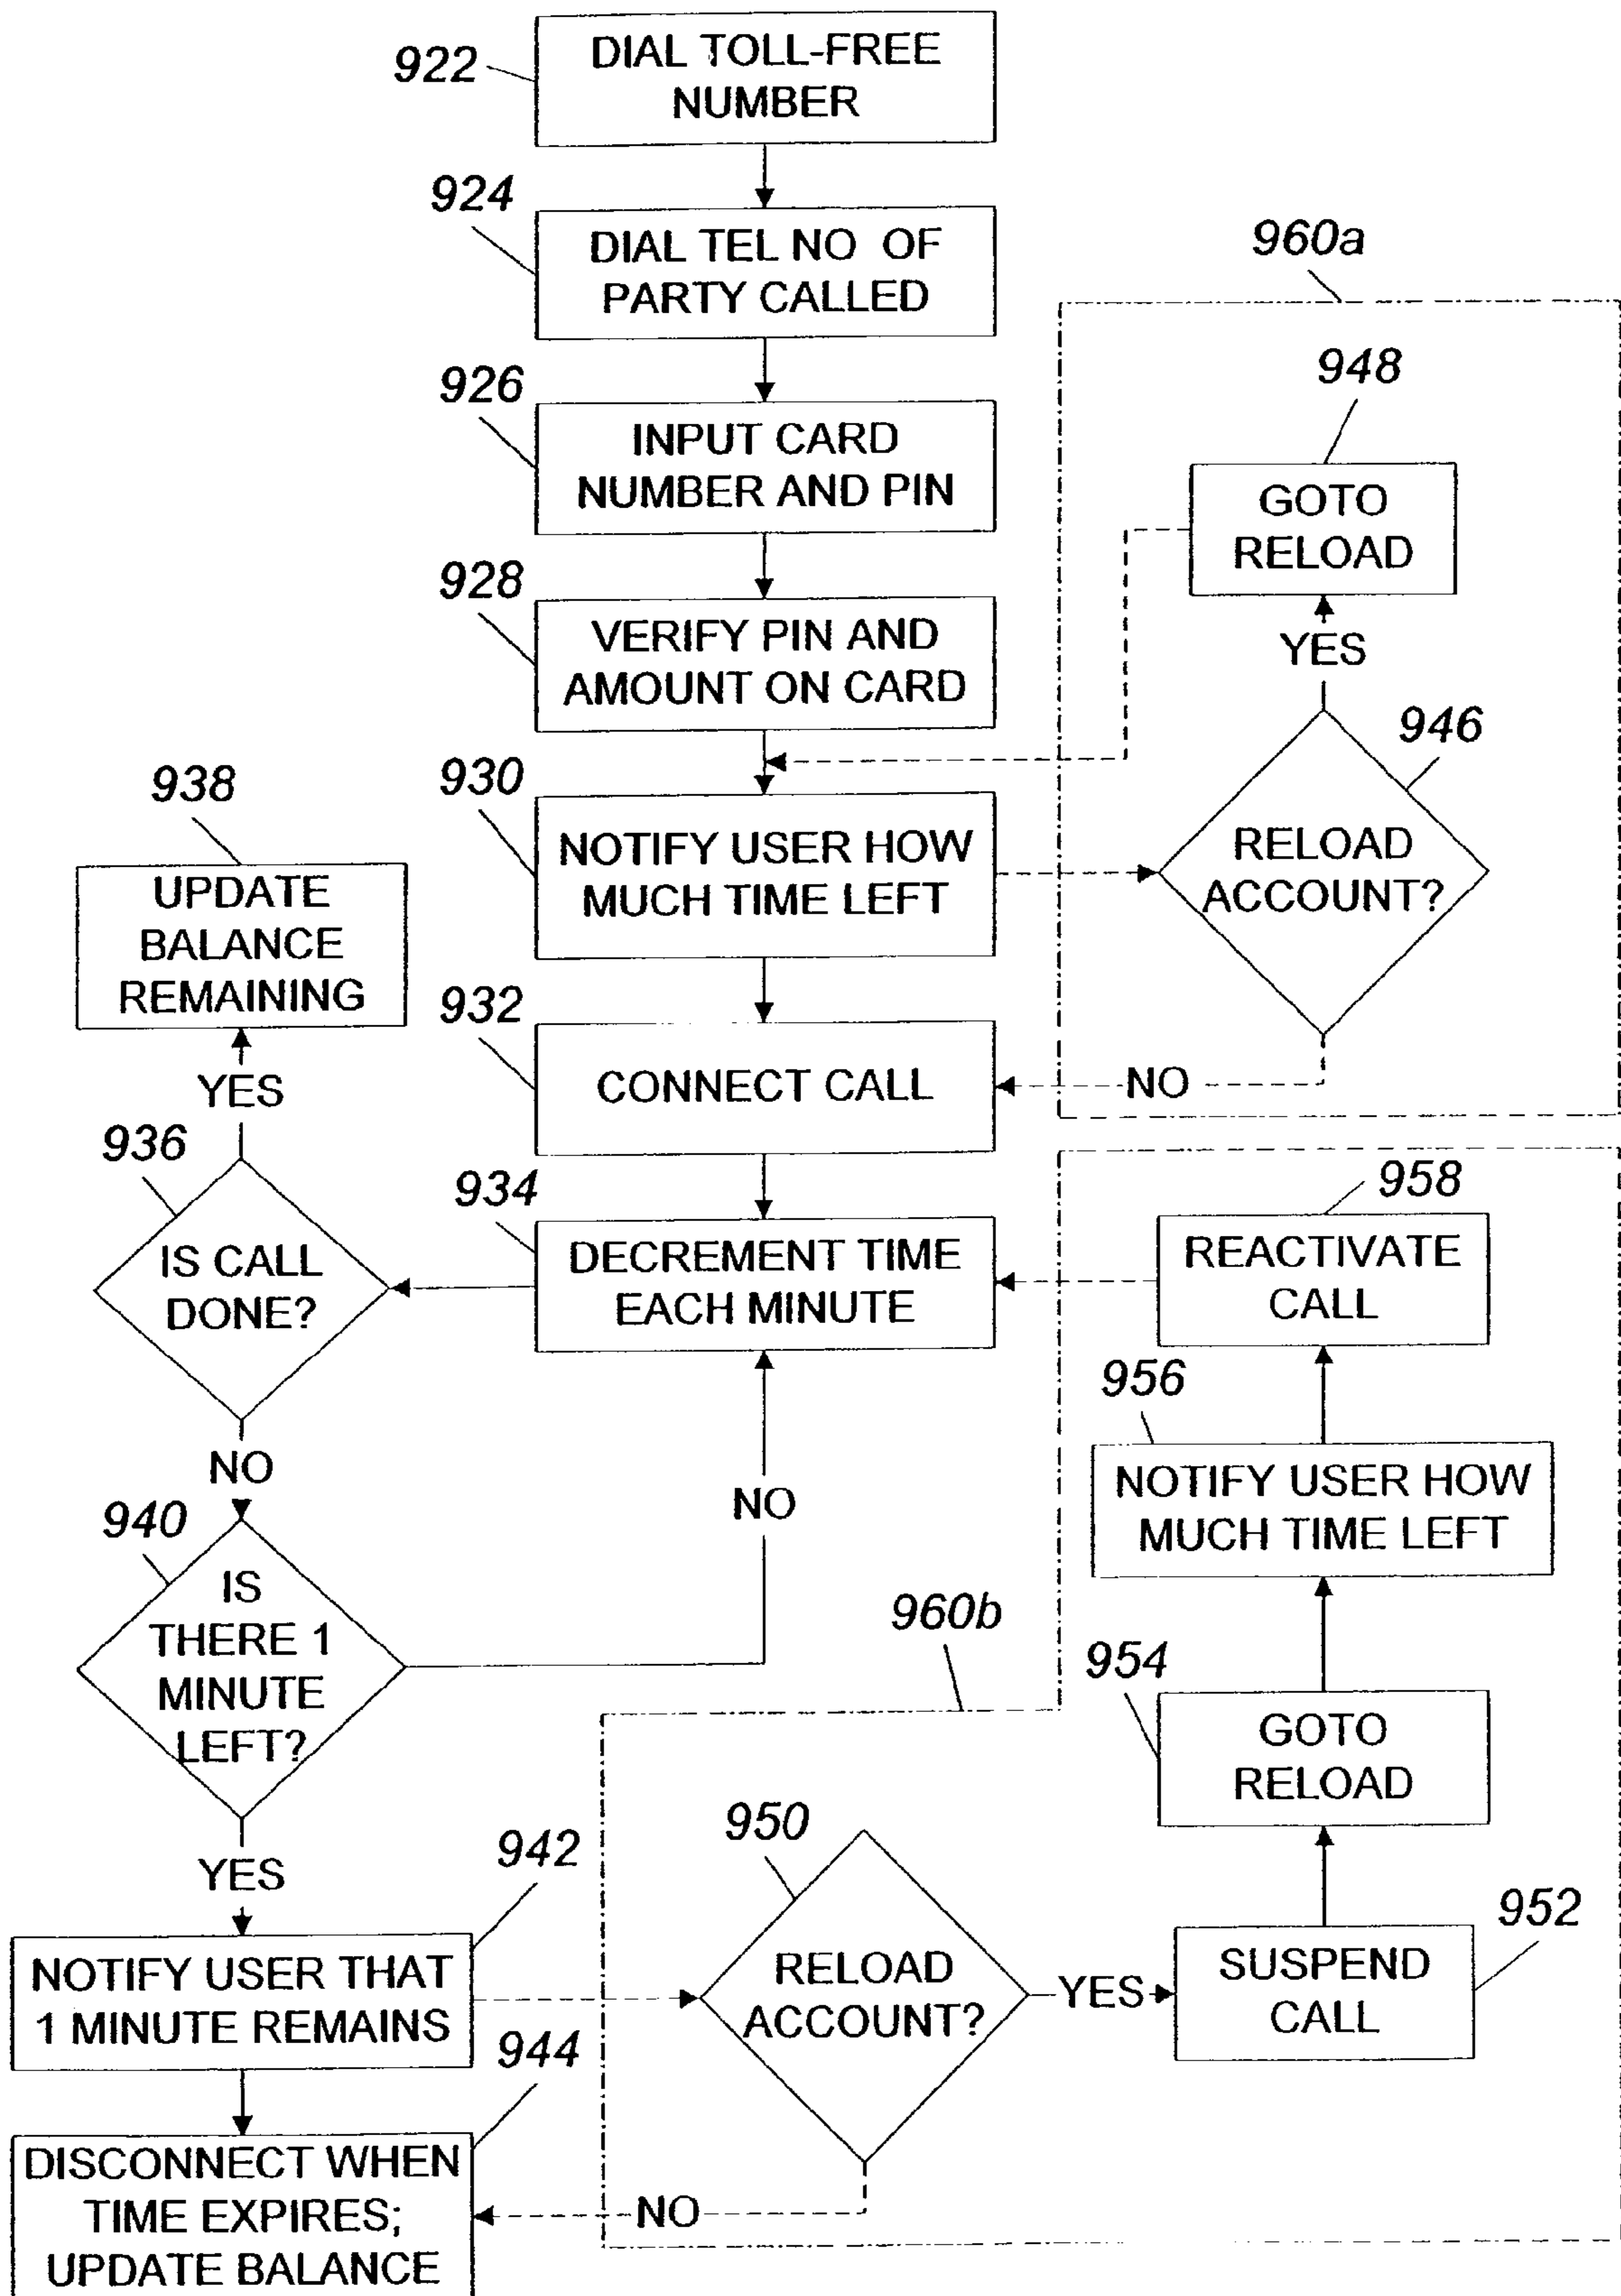 922
DIAL TOLL-FREE
NUMBER
924
DIAL TEL NO OF
PARTY CALLED
926
INPUT CARD
NUMBER AND PIN
928
VERIFY PIN AND
AMOUNT ON CARD
930
NOTIFY USER HOW
MUCH TIME LEFT
960a
948
GOTO
RELOAD
YES
946
RELOAD
ACCOUNT?
NO
932
CONNECT CALL
934
DECREMENT TIME
EACH MINUTE
938
UPDATE
BALANCE
REMAINING
YES
936
IS CALL
DONE?
NO
940
IS
THERE 1
MINUTE
LEFT?
NO
YES
942
NOTIFY USER THAT
1 MINUTE REMAINS
944
DISCONNECT WHEN
TIME EXPIRES;
UPDATE BALANCE
960b
958
REACTIVATE
CALL
956
NOTIFY USER HOW
MUCH TIME LEFT
954
GOTO
RELOAD
952
SUSPEND
CALL
950
RELOAD
ACCOUNT?
YES
NO